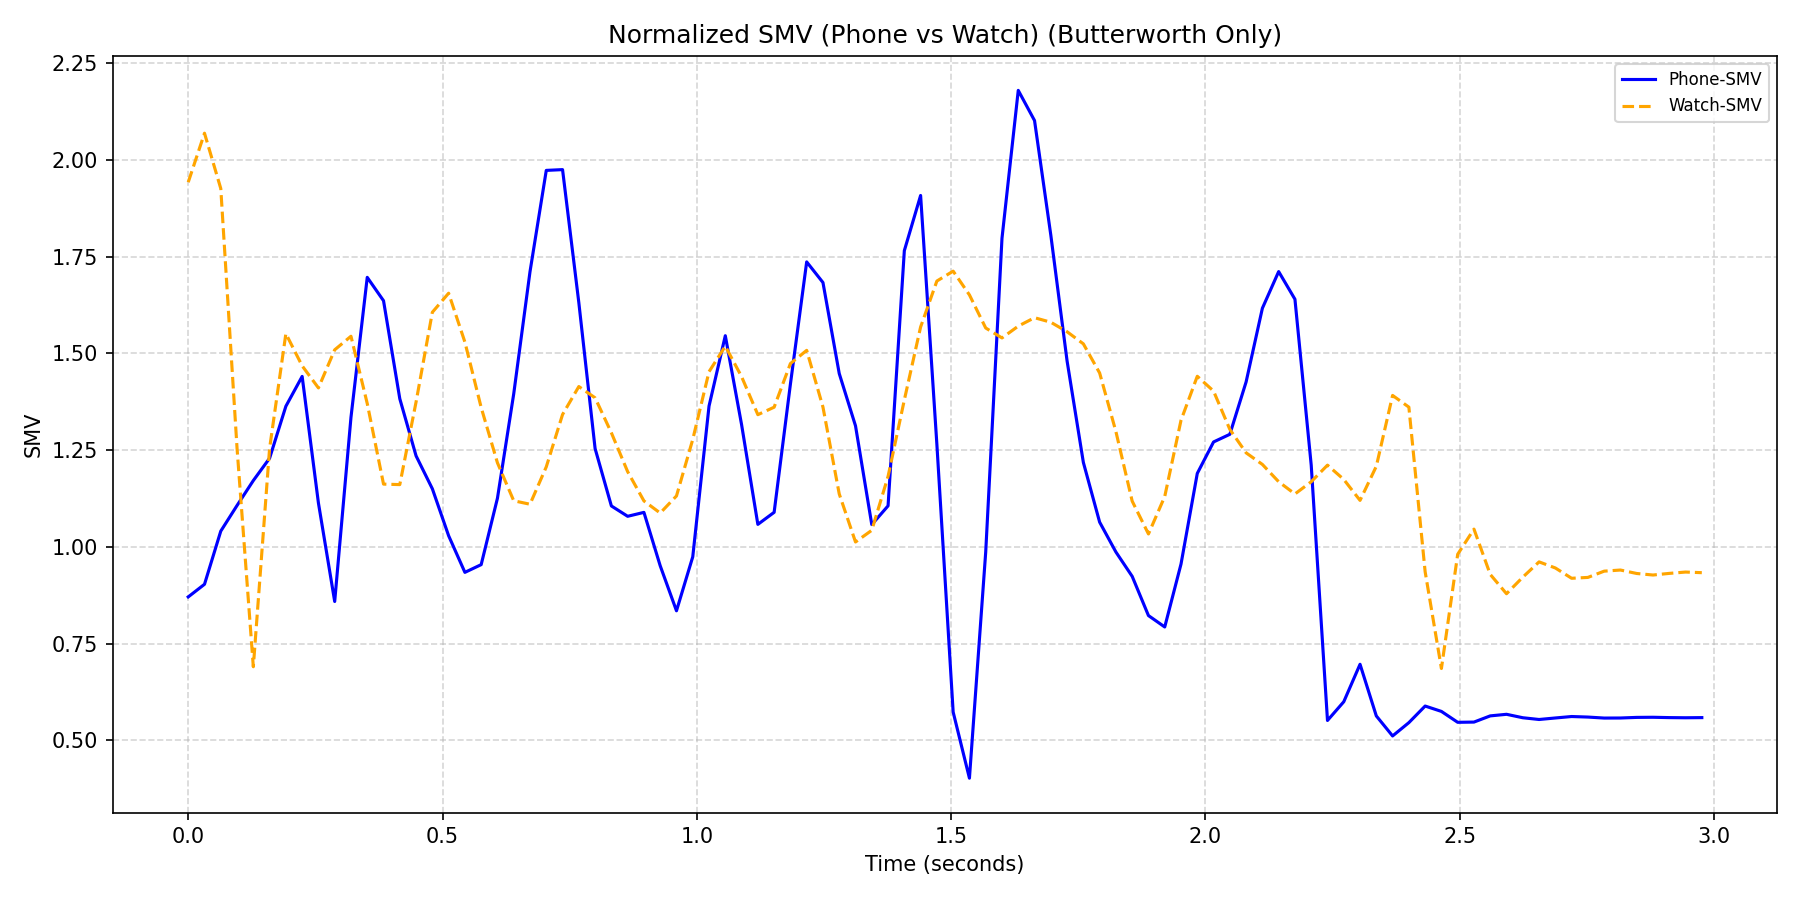 Normalized SMV (Phone vs Watch) (Butterworth Only)
Phone-SMV
Watch-SMV
SMV
2.25
2.00
1.75
1.50
1.25
1.00
0.75
0.50
0.0 0.5 1.0 1.5 2.0 2.5 3.0
Time (seconds)